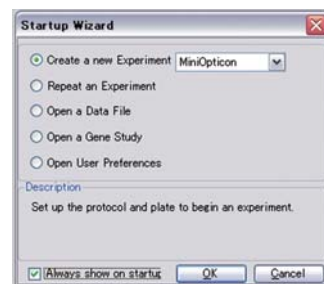 Startup Wizard
Create a new Experiment MiniOpticon
Repeat an Experiment
Open a Data File
Open a Gene Study
Open User Preferences
Description
Set up the protocol and plate to begin an experiment.
Always show on startup OK Cancel